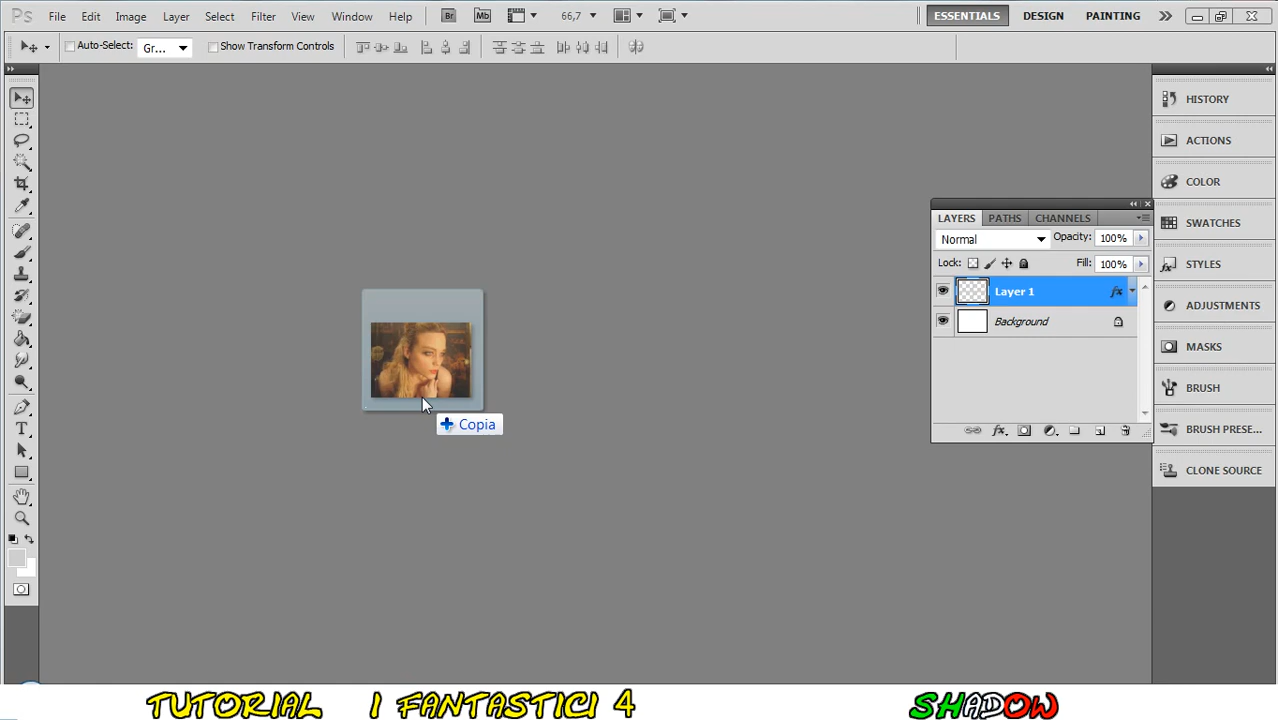 Ps File Edit Image Layer Select Filter View Window Help Br Mb 66,7 ESSENTIALS DESIGN PAINTING
Auto-Select: Gr... Show Transform Controls
HISTORY
ACTIONS
COLOR
SWATCHES
STYLES
ADJUSTMENTS
MASKS
BRUSH
BRUSH PRESE...
CLONE SOURCE
LAYERS PATHS CHANNELS
Normal Opacity: 100%
Lock: Fill: 100%
Layer 1 fx
Background
fx
Copia
T
TUTORIAL I FANTASTICI 4 SHADOW